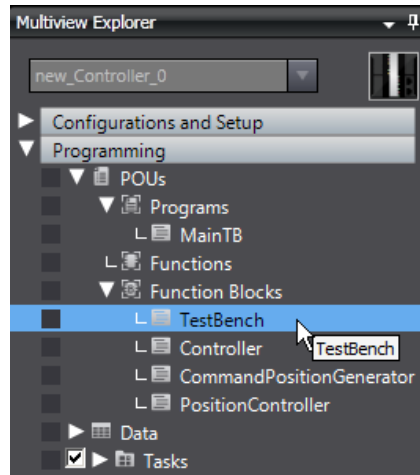 Multiview Explorer
new_Controller_0
Configurations and Setup
Programming
POUs
Programs
MainTB
Functions
Function Blocks
TestBench
Controller
TestBench
CommandPositionGenerator
PositionController
Data
Tasks